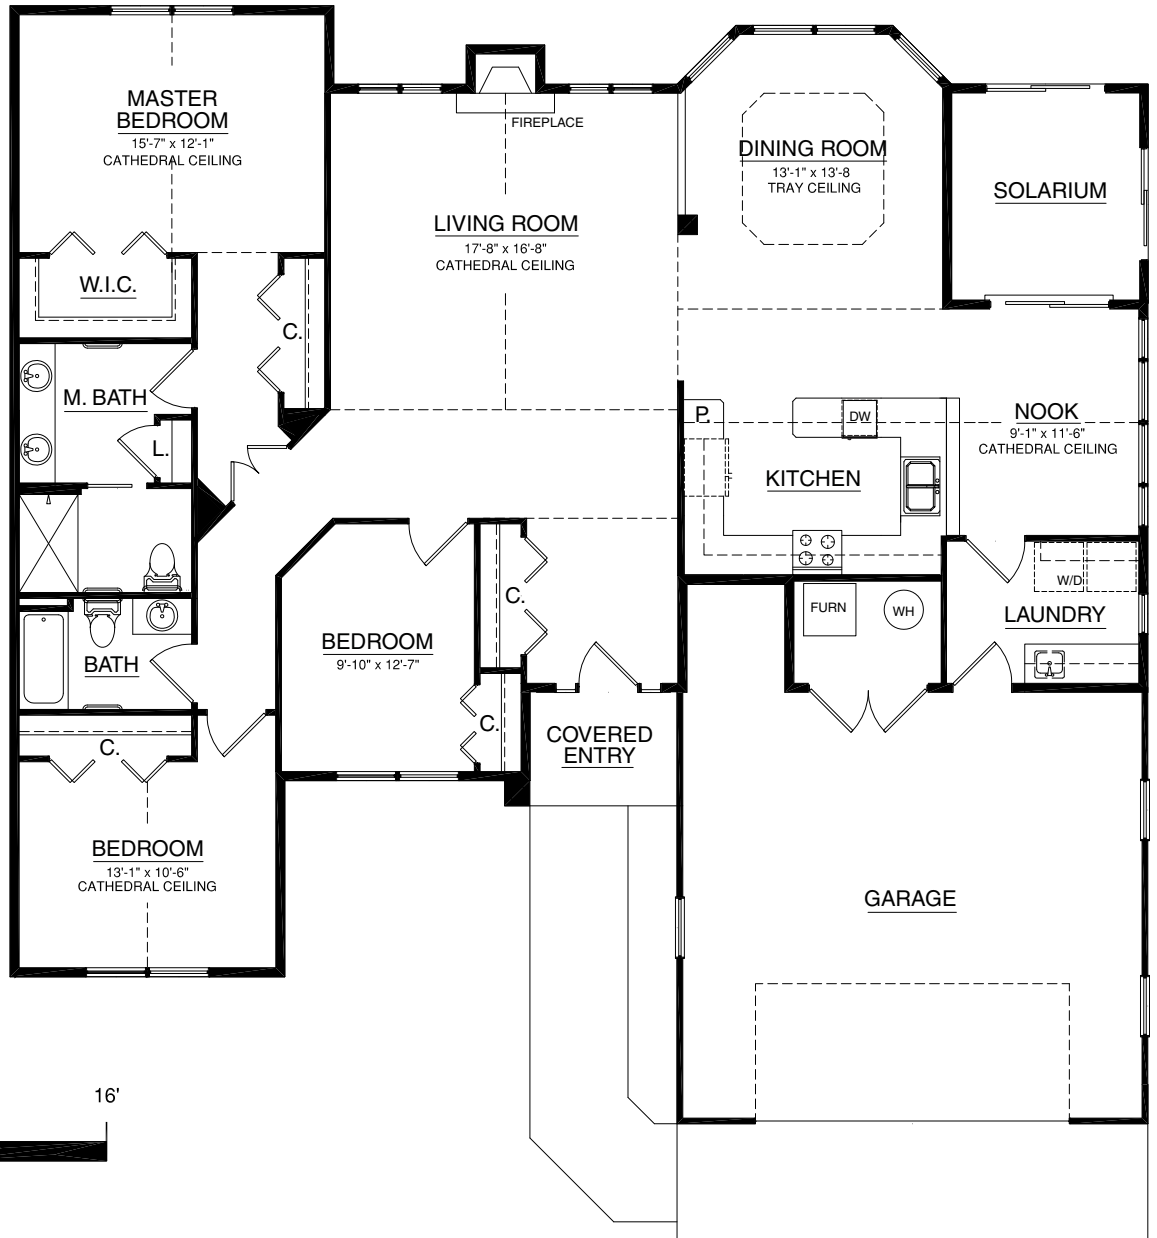 MASTER
BEDROOM
15'-7" x 12'-1"
CATHEDRAL CEILING
W.I.C.
C.
M. BATH
L.
BATH
C.
BEDROOM
13'-1" x 10'-6"
CATHEDRAL CEILING
FIREPLACE
LIVING ROOM
17'-8" x 16'-8"
CATHEDRAL CEILING
DINING ROOM
13'-1" x 13'-8
TRAY CEILING
SOLARIUM
P.
DW
KITCHEN
NOOK
9'-1" x 11'-6"
CATHEDRAL CEILING
BEDROOM
9'-10" x 12'-7"
C.
C.
FURN
WH
W/D
LAUNDRY
COVERED
ENTRY
GARAGE
16'